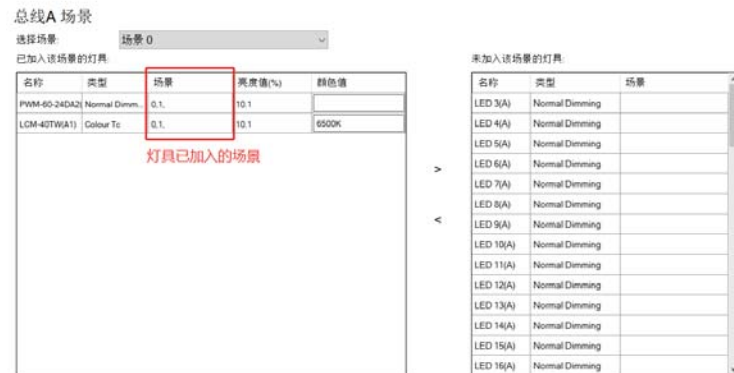 总线A 场景
选择场景: 场景 0
已加入该场景的灯具: 未加入该场景的灯具:
名称 类型 场景 亮度值(%) 颜色值 名称 类型 场景
PWM-60-24DA2( Normal Dimm... 0,1, 10.1 LED 3(A) Normal Dimming
LCM-40TW(A1) Colour Tc 0,1, 10.1 6500K LED 4(A) Normal Dimming
灯具已加入的场景 LED 5(A) Normal Dimming
> LED 6(A) Normal Dimming
LED 7(A) Normal Dimming
LED 8(A) Normal Dimming
< LED 9(A) Normal Dimming
LED 10(A) Normal Dimming
LED 11(A) Normal Dimming
LED 12(A) Normal Dimming
LED 13(A) Normal Dimming
LED 14(A) Normal Dimming
LED 15(A) Normal Dimming
LED 16(A) Normal Dimming